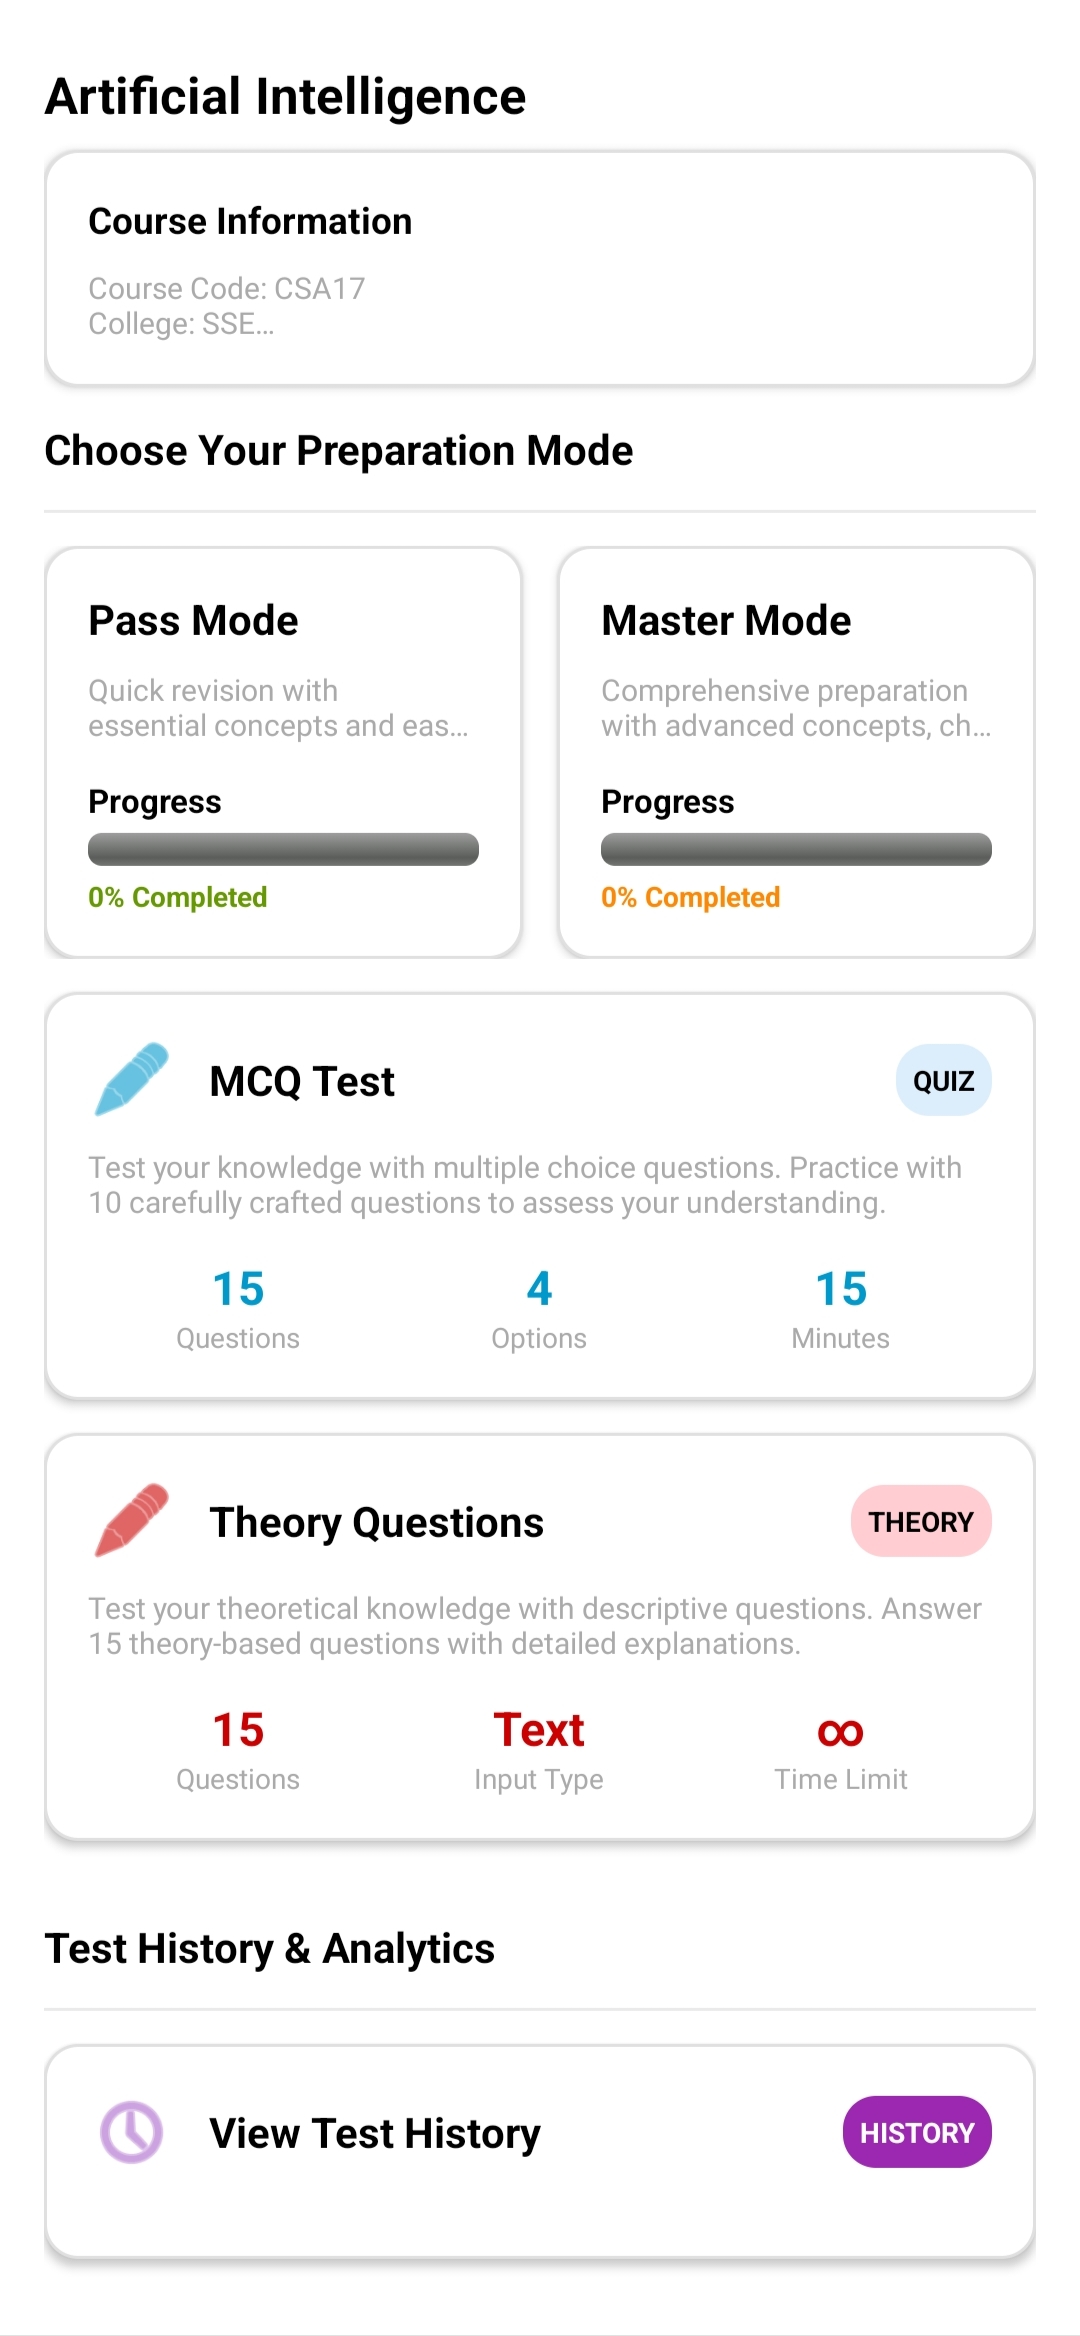 Artificial Intelligence
Course Information
Course Code: CSA17
College: SSE...
Choose Your Preparation Mode
Pass Mode
Quick revision with
essential concepts and eas...
Progress
0% Completed
Master Mode
Comprehensive preparation
with advanced concepts, ch...
Progress
0% Completed
MCQ Test
QUIZ
Test your knowledge with multiple choice questions. Practice with
10 carefully crafted questions to assess your understanding.
15
Questions
4
Options
15
Minutes
Theory Questions
THEORY
Test your theoretical knowledge with descriptive questions. Answer
15 theory-based questions with detailed explanations.
15
Questions
Text
Input Type
∞
Time Limit
Test History & Analytics
View Test History
HISTORY